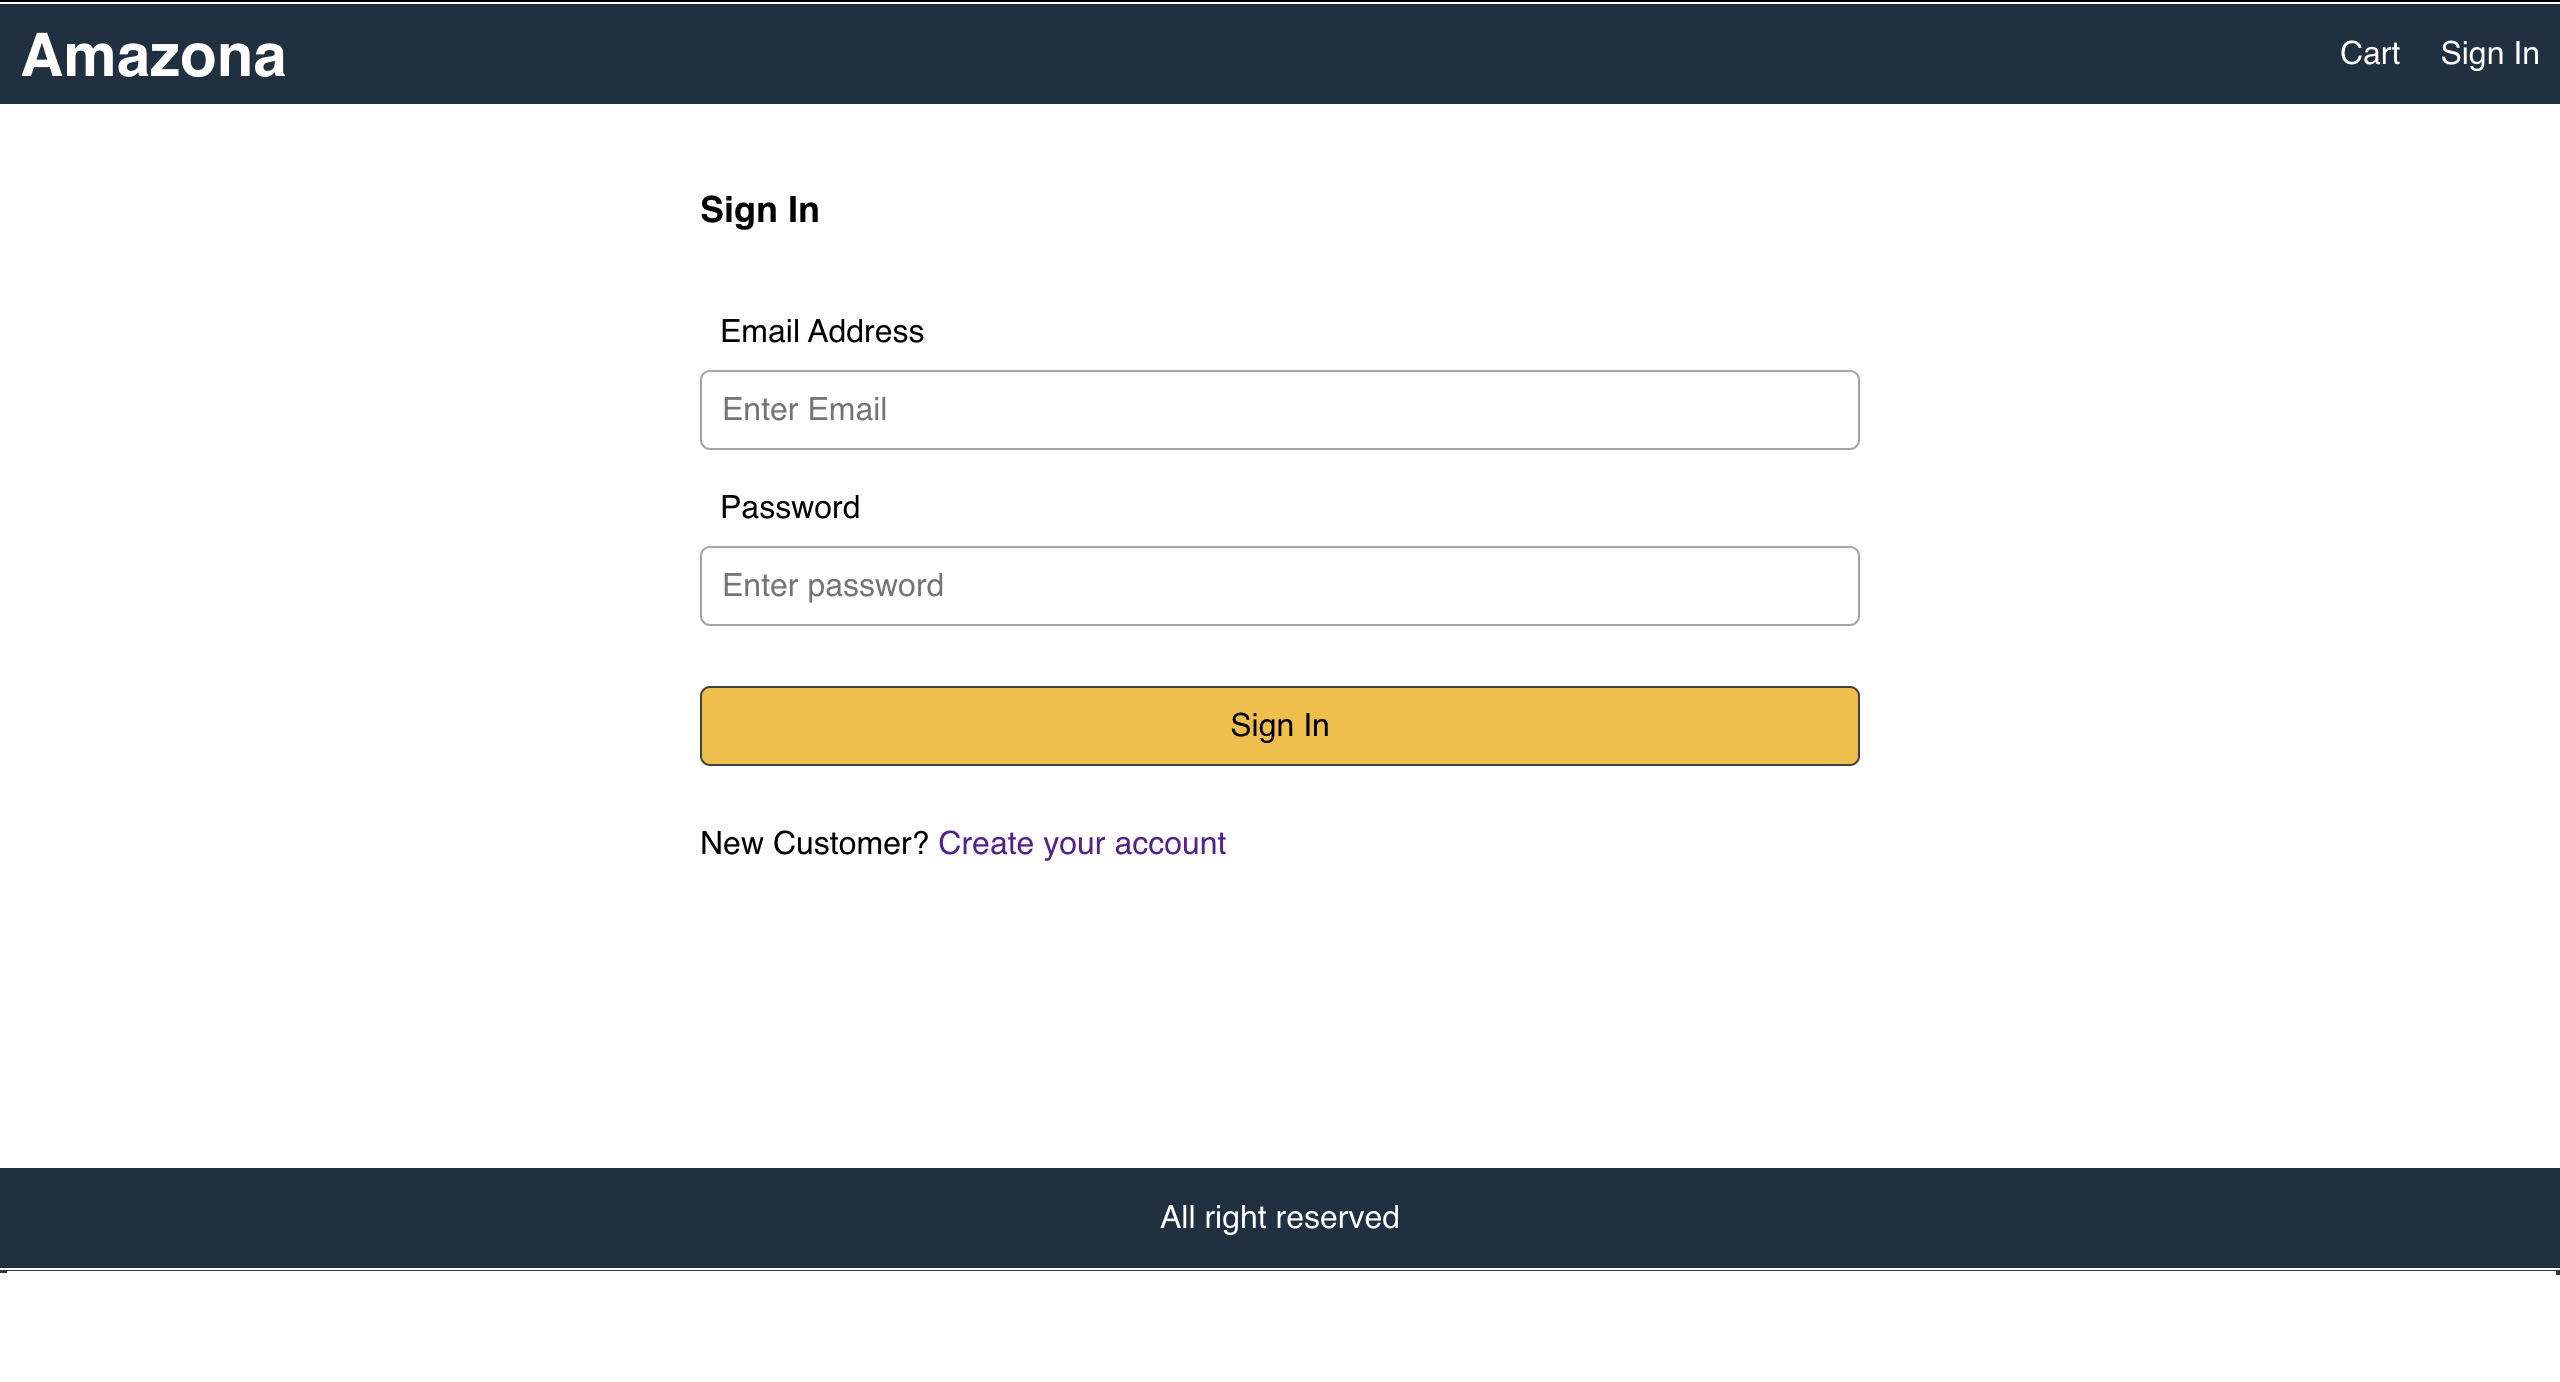 Amazona
Cart Sign In
Sign In
Email Address
Enter Email
Password
Enter password
Sign In
New Customer? Create your account
All right reserved